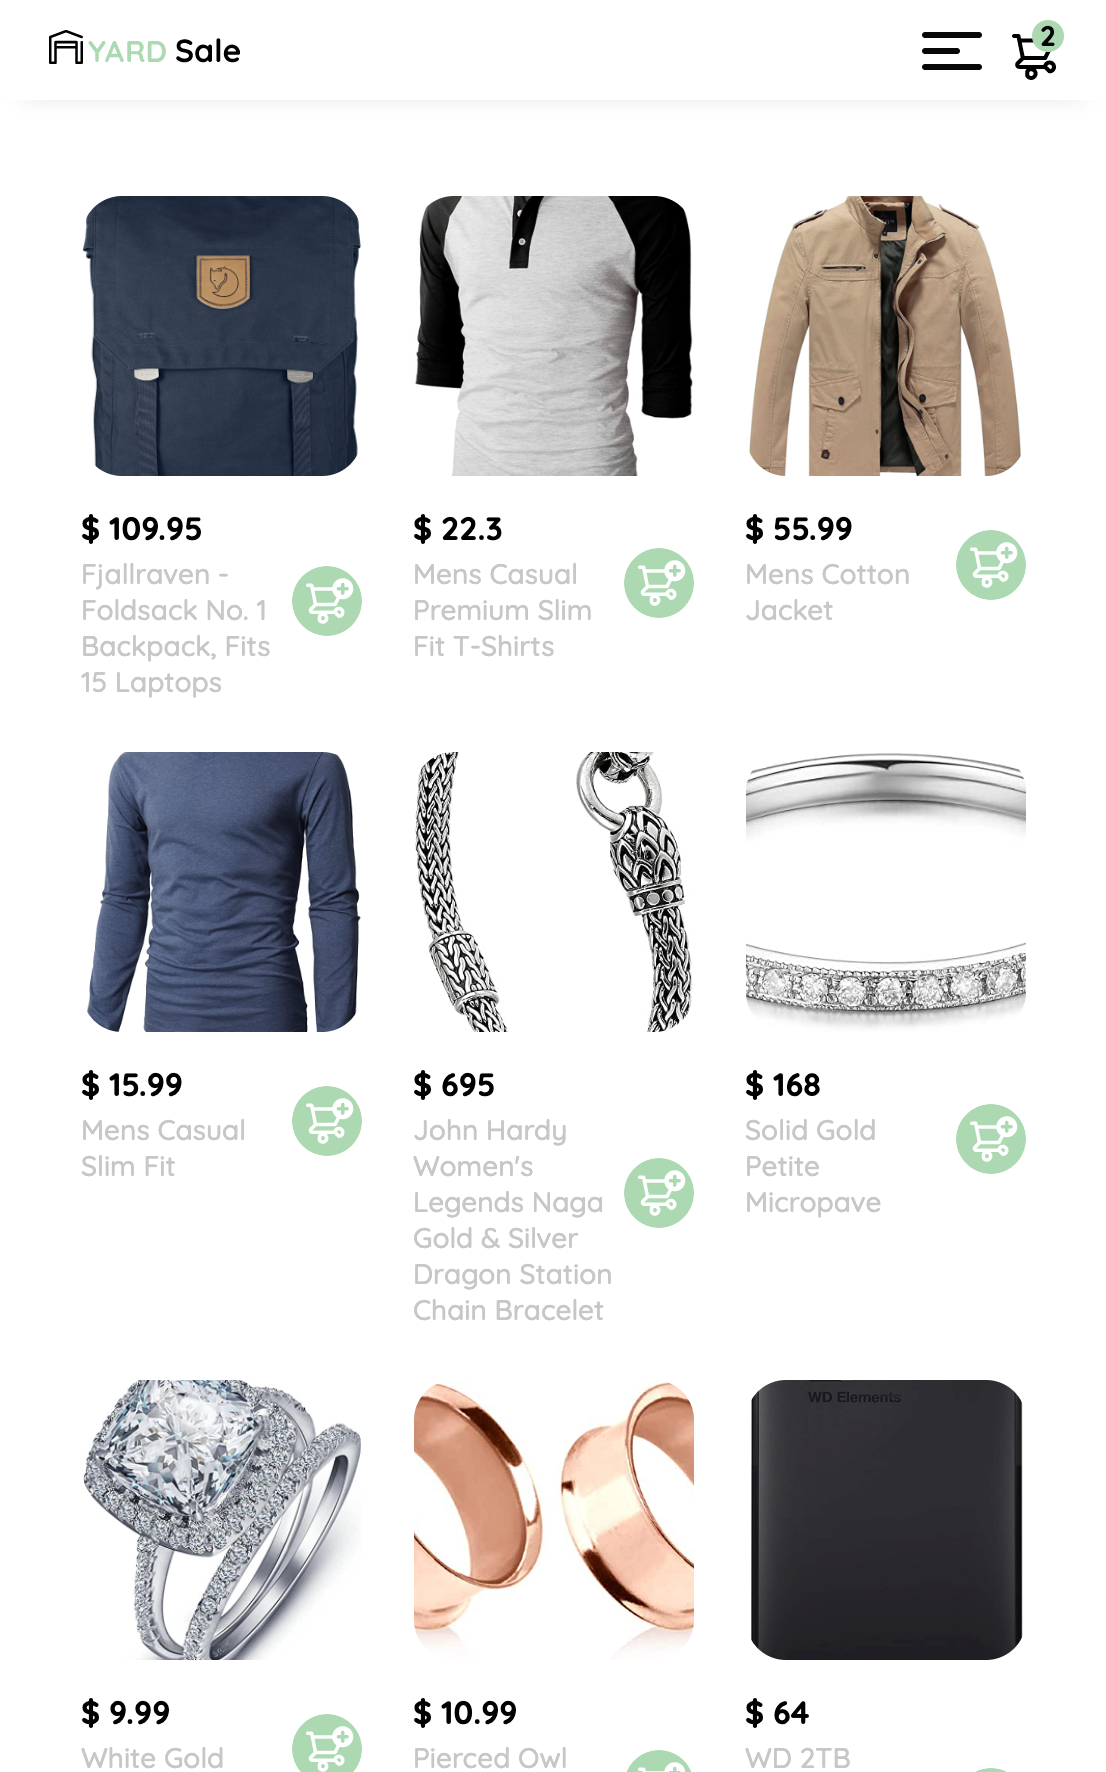 YARD Sale
2
$ 109.95
Fjallraven -
Foldsack No. 1
Backpack, Fits
15 Laptops
$ 22.3
Mens Casual
Premium Slim
Fit T-Shirts
$ 55.99
Mens Cotton
Jacket
$ 15.99
Mens Casual
Slim Fit
$ 695
John Hardy
Women's
Legends Naga
Gold & Silver
Dragon Station
Chain Bracelet
$ 168
Solid Gold
Petite
Micropave
WD Elements
$ 9.99
White Gold
$ 10.99
Pierced Owl
$ 64
WD 2TB